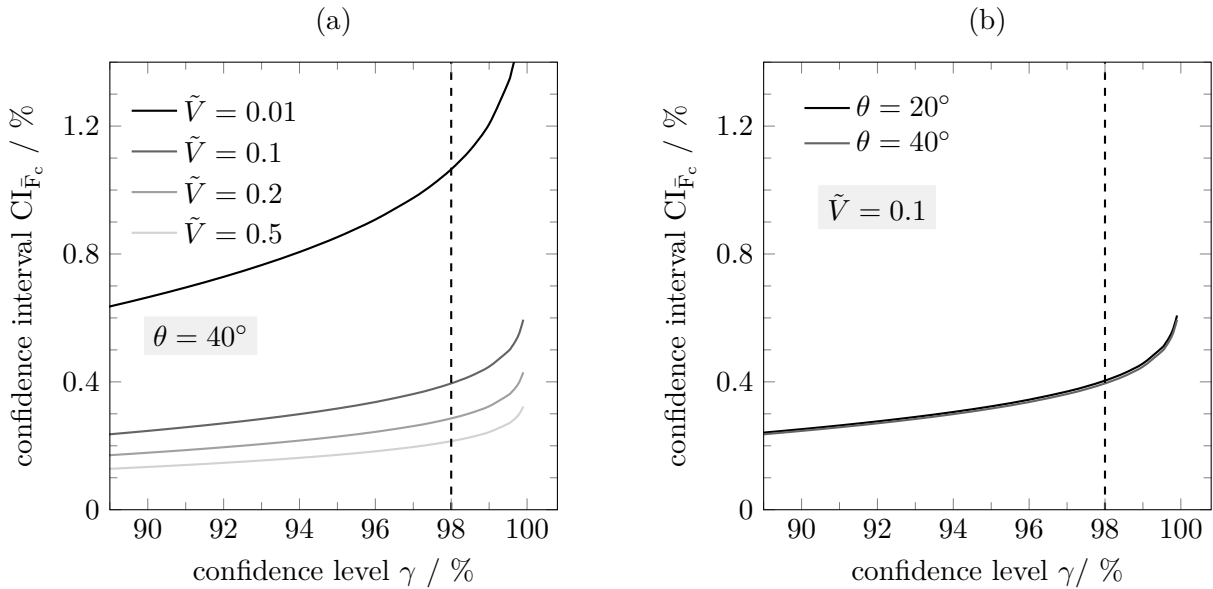 (a)
confidence interval CI_F̄c / %
1.2
0.8
0.4
0
Ṽ = 0.01
Ṽ = 0.1
Ṽ = 0.2
Ṽ = 0.5
θ = 40°
90 92 94 96 98 100
confidence level γ / %
(b)
confidence interval CI_F̄c / %
1.2
0.8
0.4
0
θ = 20°
θ = 40°
Ṽ = 0.1
90 92 94 96 98 100
confidence level γ/ %